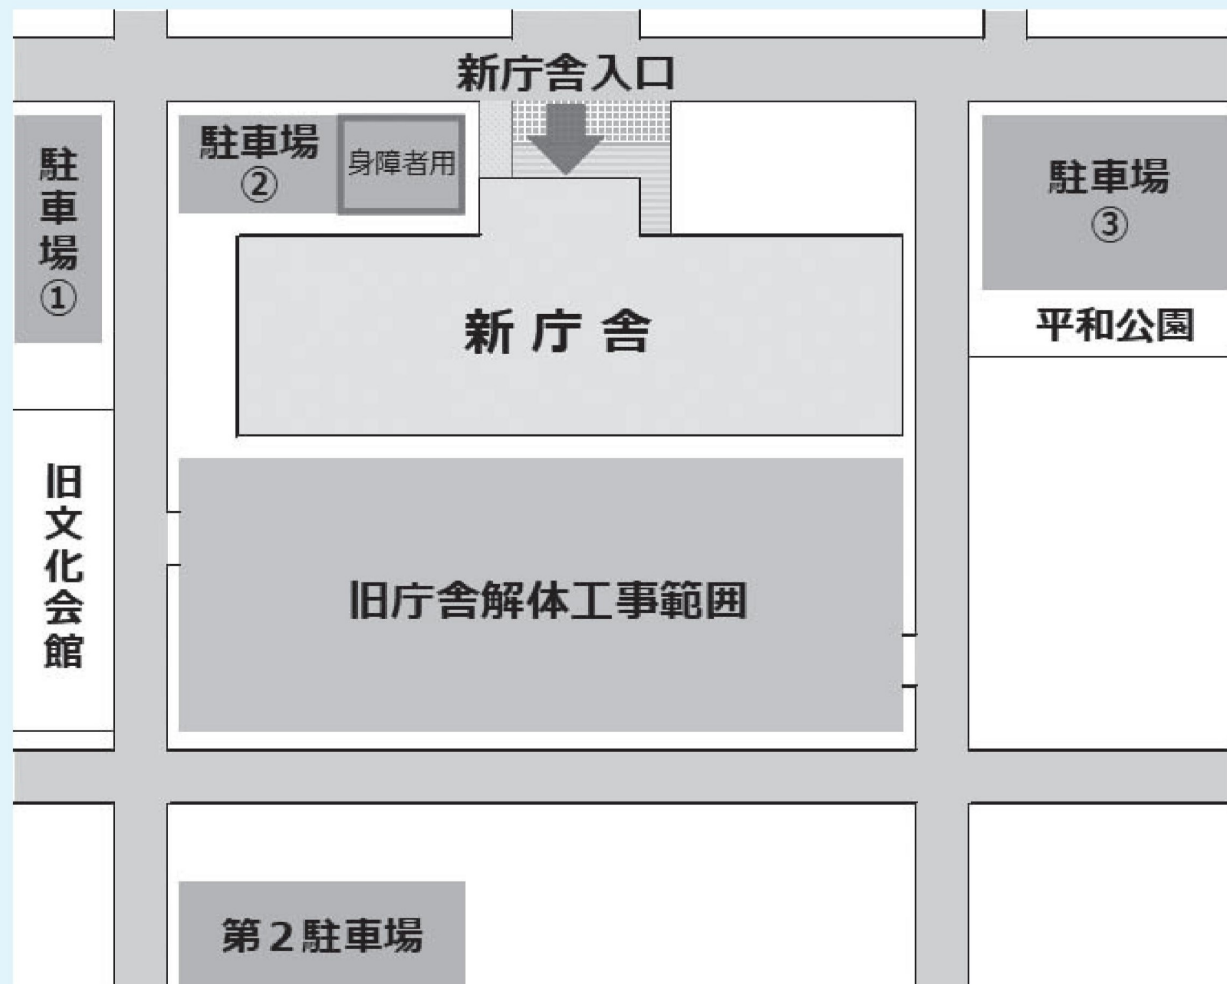 新庁舎入口
駐車場①
駐車場
②
身障者用
駐車場
③
新庁舎
平和公園
旧文化会館
旧庁舎解体工事範囲
第2駐車場